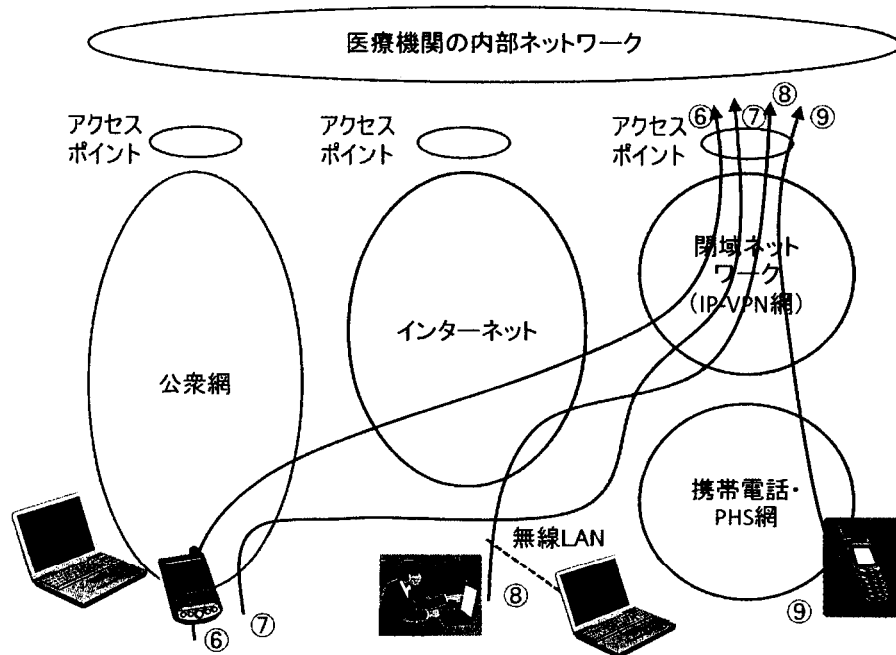 医療機関の内部ネットワーク
アクセス
ポイント
アクセス
ポイント
アクセス
ポイント
⑥
⑦
⑧
⑨
閉域ネット
ワーク
(IP-VPN網)
インターネット
公衆網
携帯電話・
PHS網
無線LAN
⑥
⑦
⑧
⑨